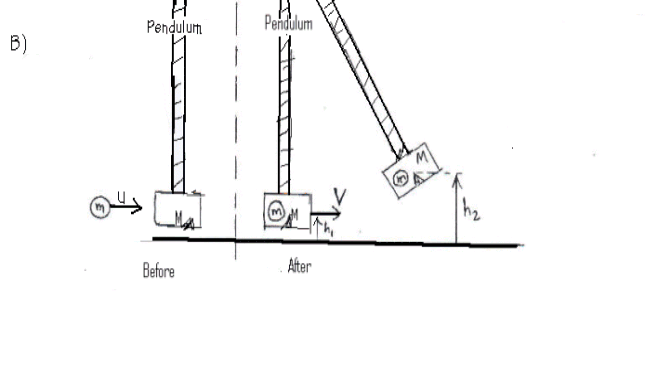 B)
Pendulum
Pendulum
m u M
m M V
h₁
m M
h₂
Before
After